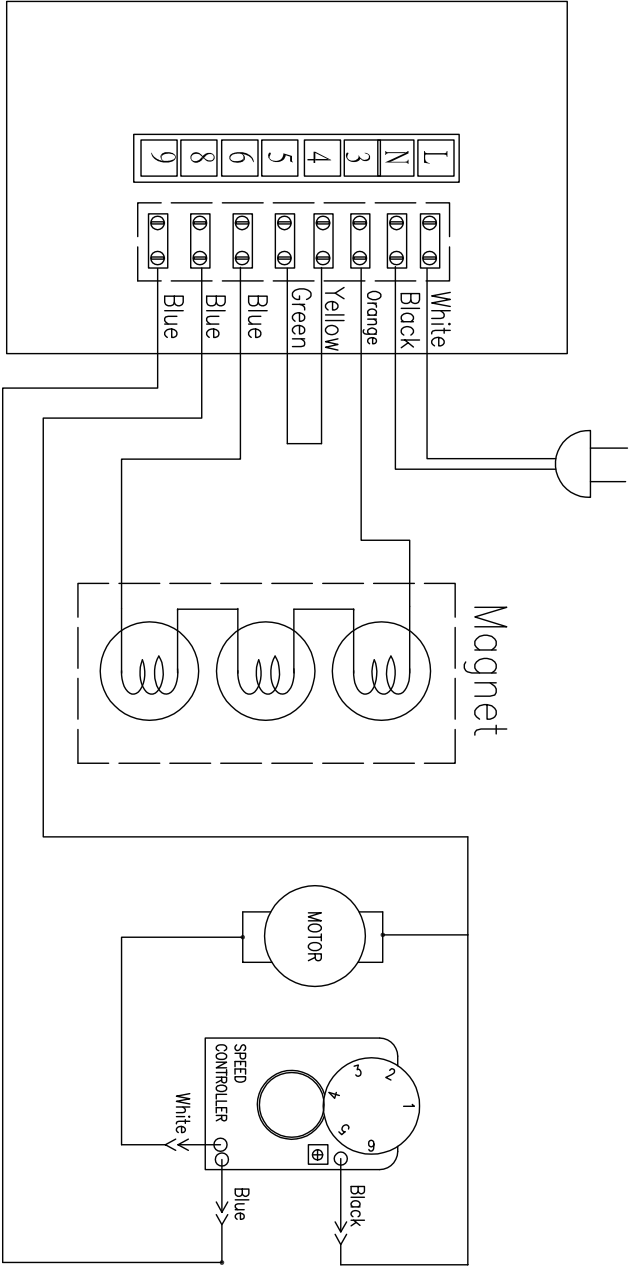 L White
N Black
3 Orange
4 Yellow
5 Green
6 Blue
8 Blue
9 Blue
Magnet
MOTOR
1
2
3
4
5
6
SPEED
CONTROLLER
Black
Blue
White